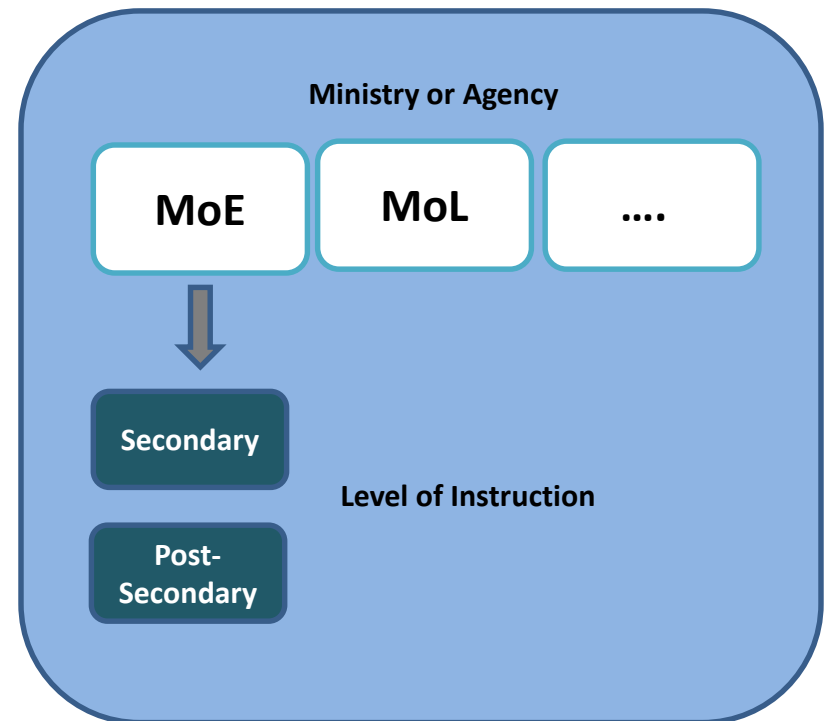 Ministry or Agency
MoE
MoL
....
Secondary
Level of Instruction
Post-
Secondary